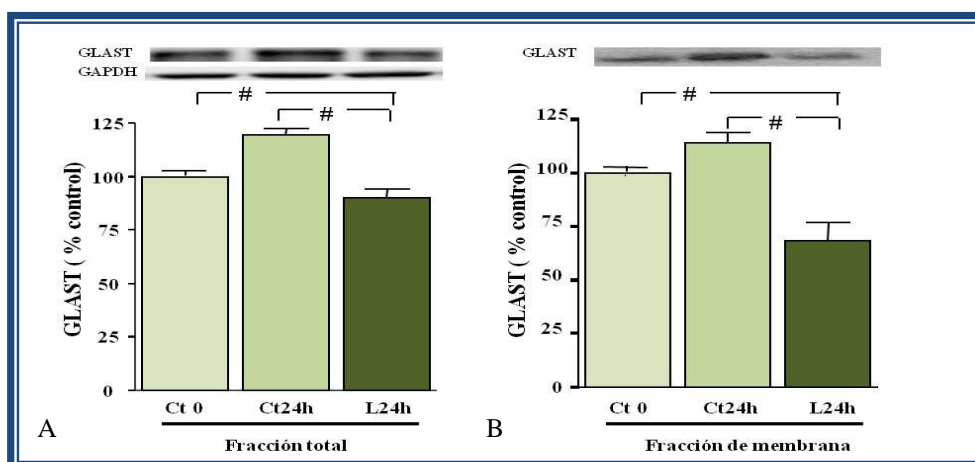 GLAST
GAPDH
#
#
125
100
75
50
25
0
GLAST ( % control)
Ct 0 Ct24h L24h
Fracción total
A
GLAST
#
#
125
100
75
50
25
0
GLAST ( % control)
Ct 0 Ct24h L24h
Fracción de membrana
B